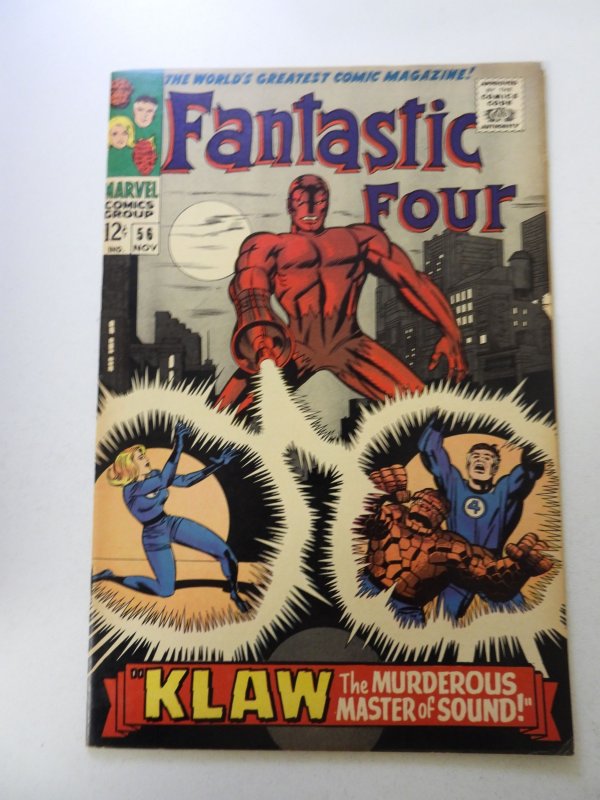 THE WORLD'S GREATEST COMIC MAGAZINE!
APPROVED
BY THE
COMICS
CODE
AUTHORITY
Fantastic
Four
MARVEL
COMICS
GROUP
12¢
IND.
56
NOV
4
"KLAW The MURDEROUS
MASTER of SOUND!"